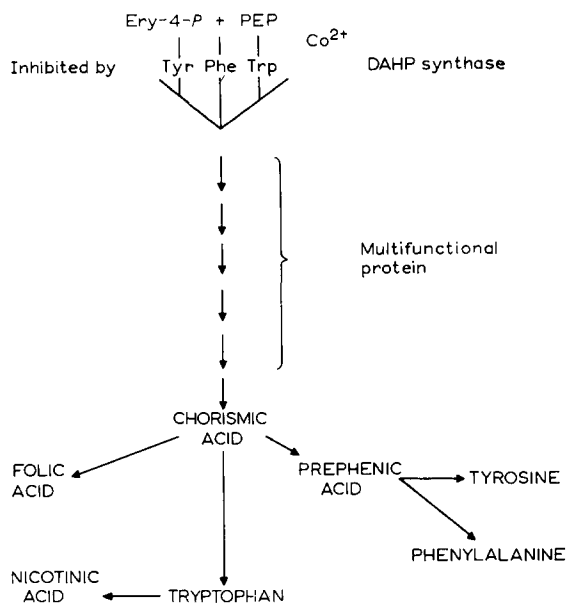 Ery-4-P + PEP
Co2+
Inhibited by Tyr Phe Trp DAHP synthase
Multifunctional
protein
CHORISMIC
ACID
FOLIC
ACID
PREPHENIC
ACID
TYROSINE
PHENYLALANINE
NICOTINIC
ACID
TRYPTOPHAN